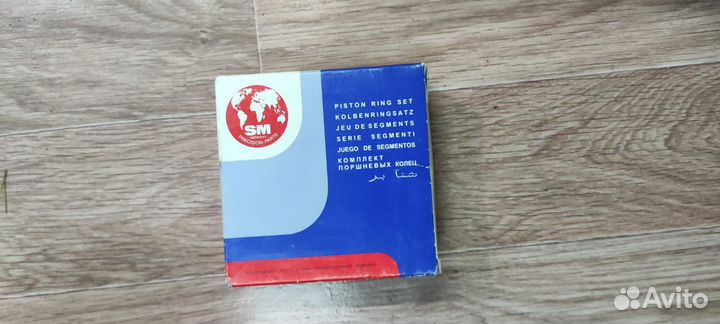 SM
PRECISION-PARTS
PISTON RING SET
KOLBENRINGSATZ
JEU DE SEGMENTS
SERIE SEGMENTI
JUEGO DE SEGMENTOS
КОМПЛЕКТ
ПОРШНЕВЫХ КОЛЕЦ
Avito